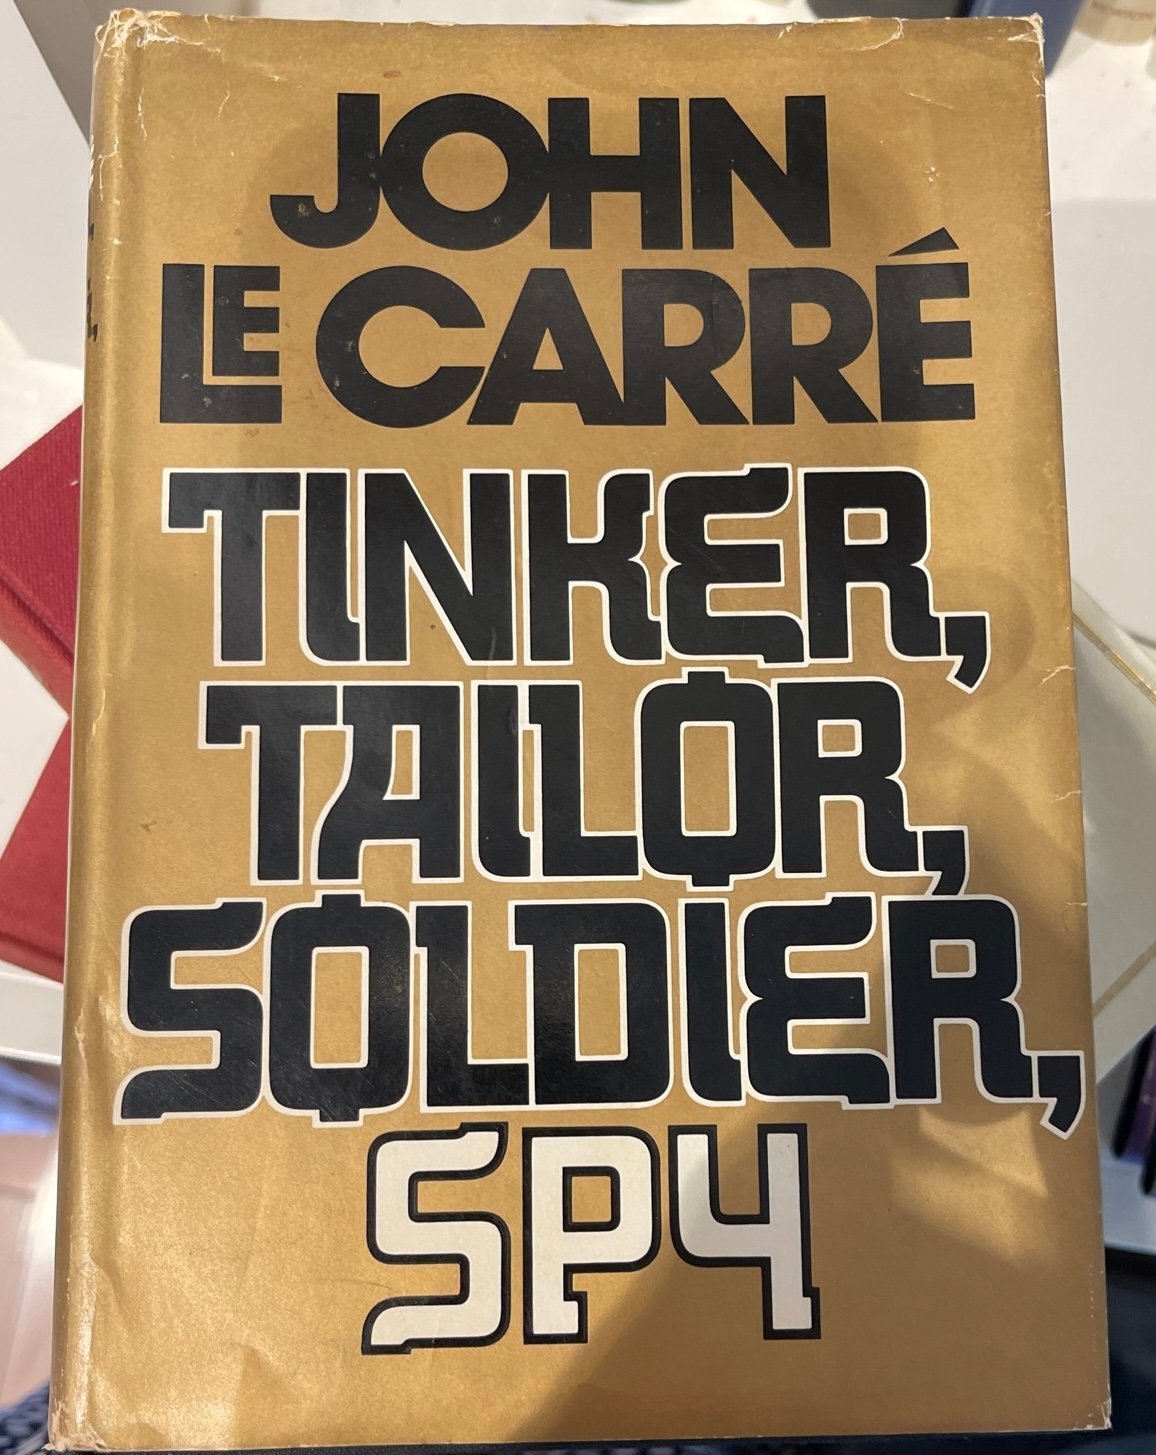 JOHN
LE CARRÉ
TINKER,
TAILOR,
SOLDIER,
SPY